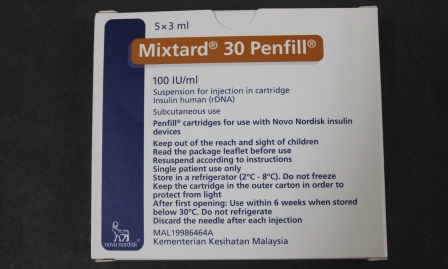 5 × 3 ml
Mixtard® 30 Penfill®
100 IU/ml
Suspension for injection in cartridge
Insulin human (rDNA)
Subcutaneous use
Penfill® cartridges for use with Novo Nordisk insulin
devices
Keep out of the reach and sight of children
Read the package leaflet before use
Resuspend according to instructions
Single patient use only
Store in a refrigerator (2°C - 8°C). Do not freeze
Keep the cartridge in the outer carton in order to
protect from light
After first opening: Use within 6 weeks when stored
below 30°C. Do not refrigerate
Discard the needle after each injection
MAL19986464A
Kementerian Kesihatan Malaysia
novo nordisk®